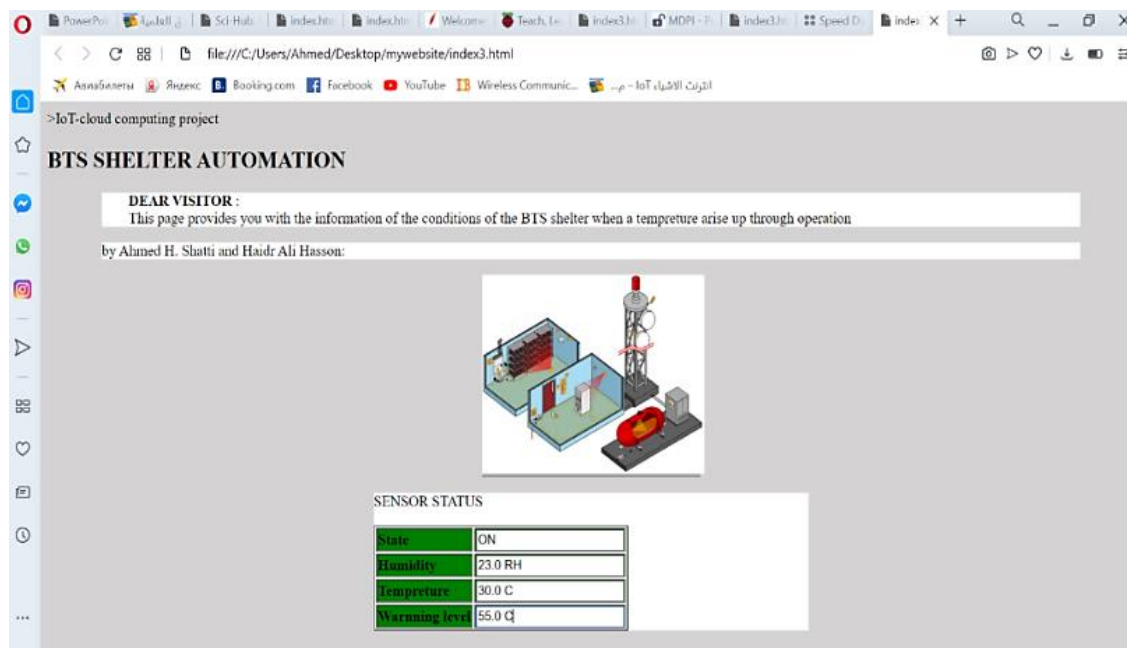 PowerPoi
Sci-Hub
index.htm
index.htm
Welcome
Teach, Le
index3.h
MDPI - P
index3.h
Speed D
index
file:///C:/Users/Ahmed/Desktop/mywebsite/index3.html
Авиабилеты
Яндекс
Booking.com
Facebook
YouTube
Wireless Communic...
انترنت الاشياء IoT – م...
>IoT-cloud computing project
BTS SHELTER AUTOMATION
DEAR VISITOR :
This page provides you with the information of the conditions of the BTS shelter when a tempreture arise up through operation
by Ahmed H. Shatti and Haidr Ali Hasson:
SENSOR STATUS
State ON
Humidity 23.0 RH
Tempreture 30.0 C
Warnning level 55.0 C